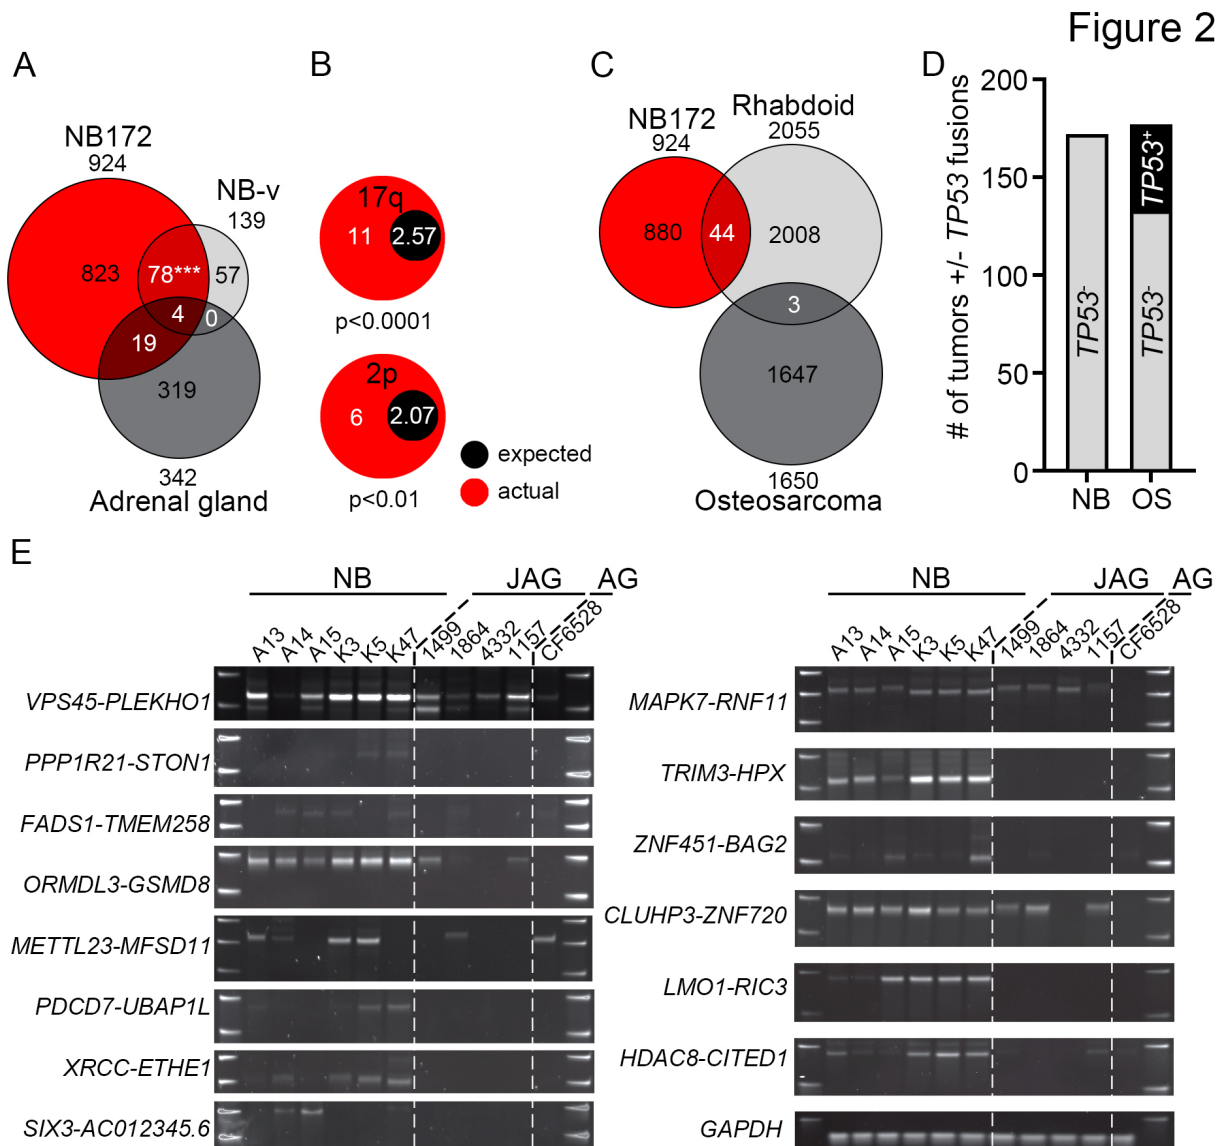 Figure 2
A
NB172
924
NB-v
139
823
78***
57
4
0
19
319
342
Adrenal gland
B
17q
11
2.57
p<0.0001
2p
6
2.07
p<0.01
expected
actual
C
NB172
924
Rhabdoid
2055
880
44
2008
3
1647
1650
Osteosarcoma
D
# of tumors +/- TP53 fusions
200
150
100
50
0
TP53-
TP53+
TP53-
NB
OS
E
NB
JAG
AG
A13
A14
A15
K3
K5
K47
1499
1864
4332
1157
CF6528
VPS45-PLEKHO1
PPP1R21-STON1
FADS1-TMEM258
ORMDL3-GSMD8
METTL23-MFSD11
PDCD7-UBAP1L
XRCC-ETHE1
SIX3-AC012345.6
NB
JAG
AG
A13
A14
A15
K3
K5
K47
1499
1864
4332
1157
CF6528
MAPK7-RNF11
TRIM3-HPX
ZNF451-BAG2
CLUHP3-ZNF720
LMO1-RIC3
HDAC8-CITED1
GAPDH